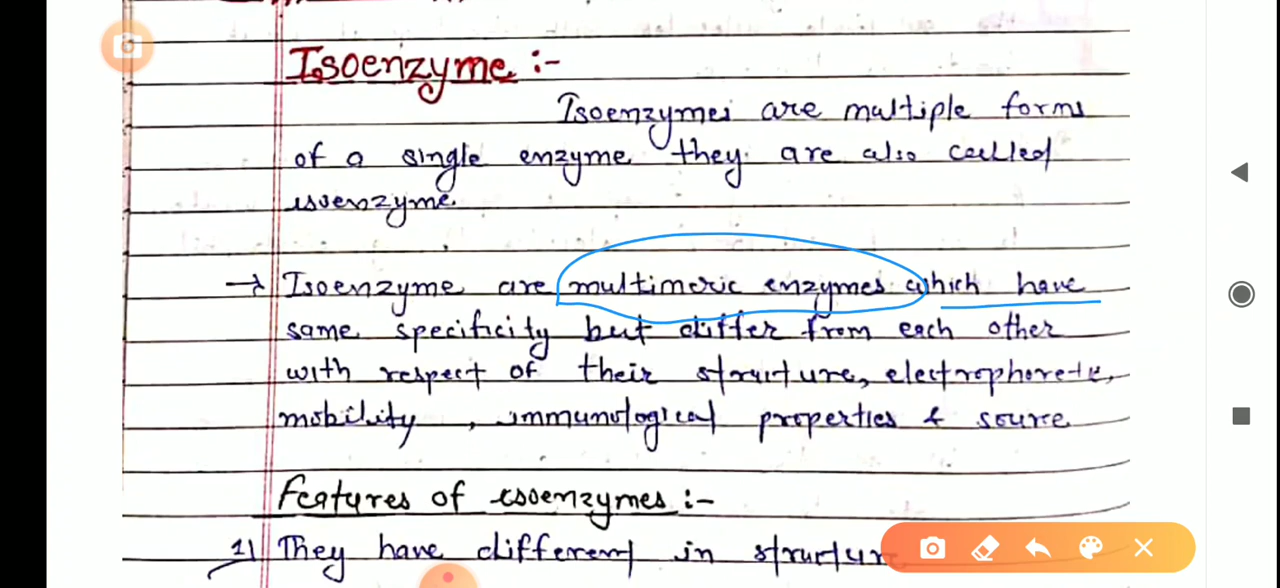 Isoenzyme :-
Isoenzymes are multiple forms
of a single enzyme they are also called
isoenzyme.
→ Isoenzyme are multimeric enzymes which have
same specificity but differ from each other
with respect of their structure, electrophoretic,
mobility , immunological properties & source
Features of isoenzymes :-
1) They have different in structur